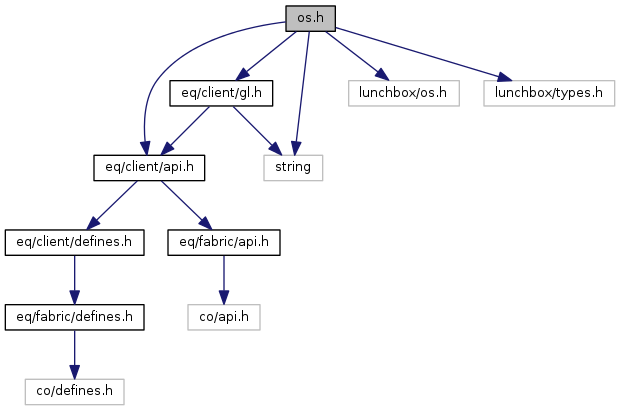 os.h
eq/client/gl.h
lunchbox/os.h
lunchbox/types.h
eq/client/api.h
string
eq/client/defines.h
eq/fabric/api.h
eq/fabric/defines.h
co/api.h
co/defines.h